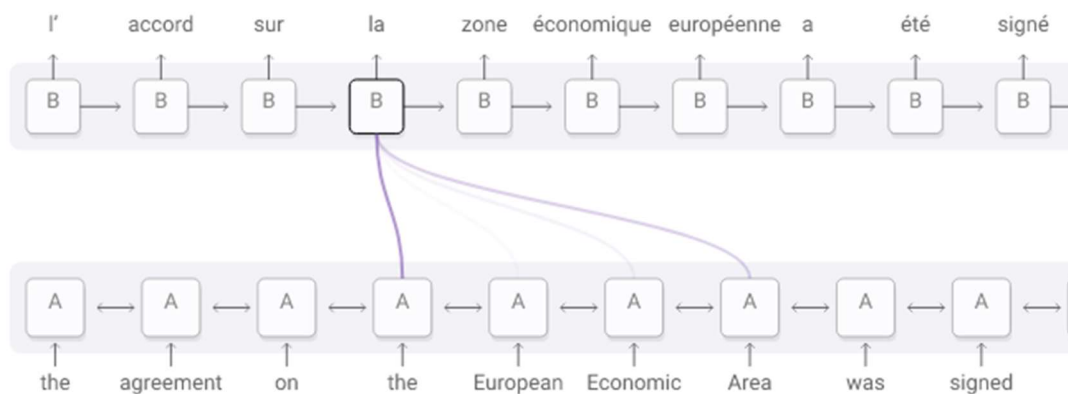 l' accord sur la zone économique européenne a été signé
B B B B B B B B B B
A A A A A A A A A
the agreement on the European Economic Area was signed